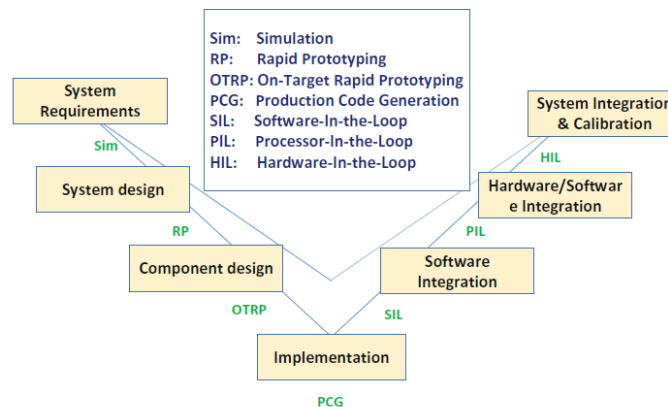 Sim: Simulation
RP: Rapid Prototyping
OTRP: On-Target Rapid Prototyping
PCG: Production Code Generation
SIL: Software-In-the-Loop
PIL: Processor-In-the-Loop
HIL: Hardware-In-the-Loop
System
Requirements
Sim
System design
RP
Component design
OTRP
Implementation
PCG
SIL
Software
Integration
PIL
Hardware/Softwar
e Integration
HIL
System Integration
& Calibration